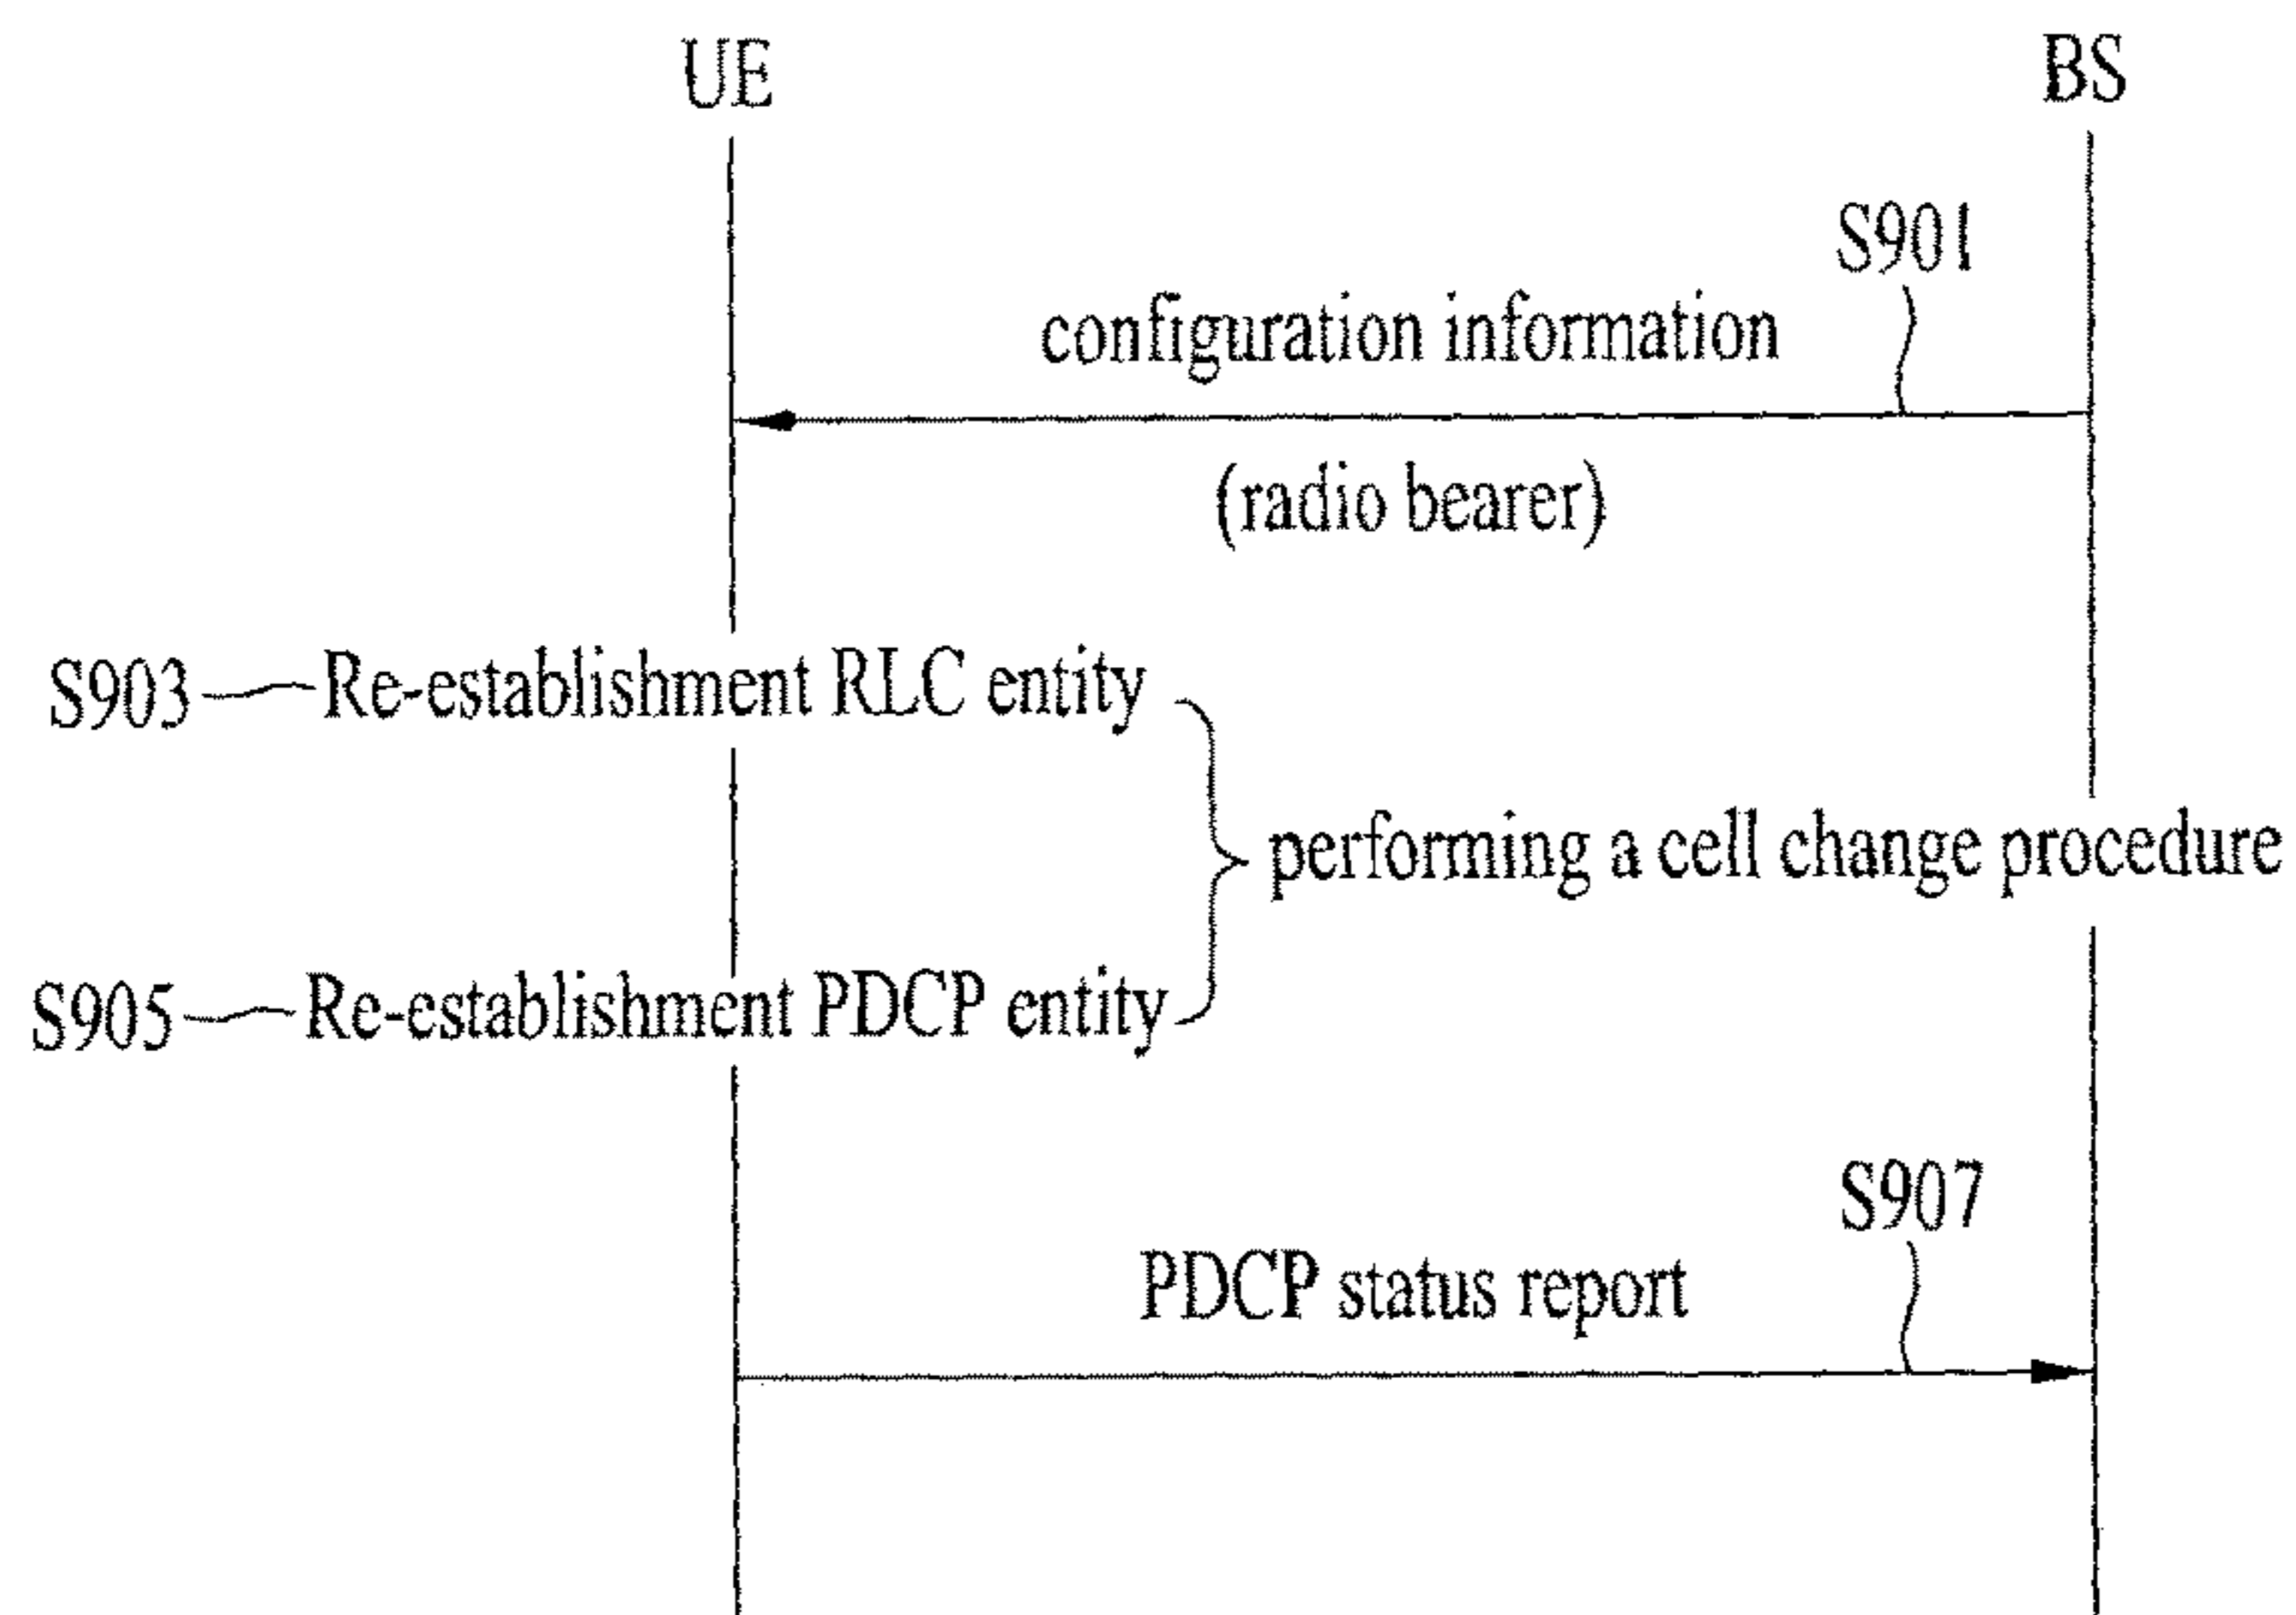 UE
BS
S901
configuration information
(radio bearer)
S903
Re-establishment RLC entity
performing a cell change procedure
S905
Re-establishment PDCP entity
S907
PDCP status report